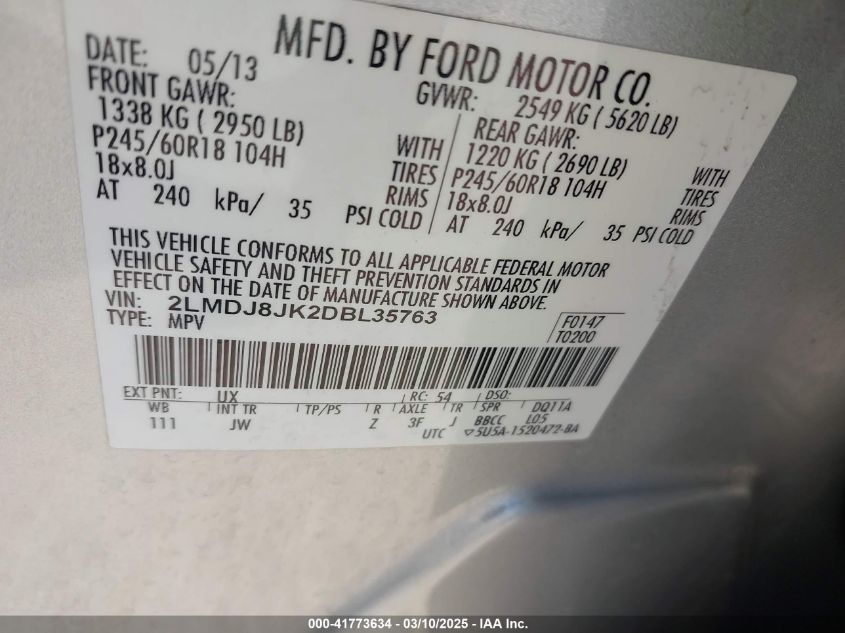 MFD. BY FORD MOTOR CO.
DATE: 05/13 GVWR: 2549 KG ( 5620 LB)
FRONT GAWR: REAR GAWR:
1338 KG ( 2950 LB) WITH 1220 KG ( 2690 LB) WITH
P245/60R18 104H TIRES P245/60R18 104H TIRES
18x8.0J RIMS 18x8.0J RIMS
AT 240 kPa/ 35 PSI COLD AT 240 kPa/ 35 PSI COLD
THIS VEHICLE CONFORMS TO ALL APPLICABLE FEDERAL MOTOR
VEHICLE SAFETY AND THEFT PREVENTION STANDARDS IN
EFFECT ON THE DATE OF MANUFACTURE SHOWN ABOVE.
VIN: 2LMDJ8JK2DBL35763
TYPE: MPV F0147
T0200
EXT PNT: UX RC: 54 DSO:
WB INT TR TP/PS R AXLE TR SPR DQ11A
111 JW Z 3F J BBCC L05
UTC ▽5U5A-1520472-BA
000-41773634 - 03/10/2025 - IAA Inc.